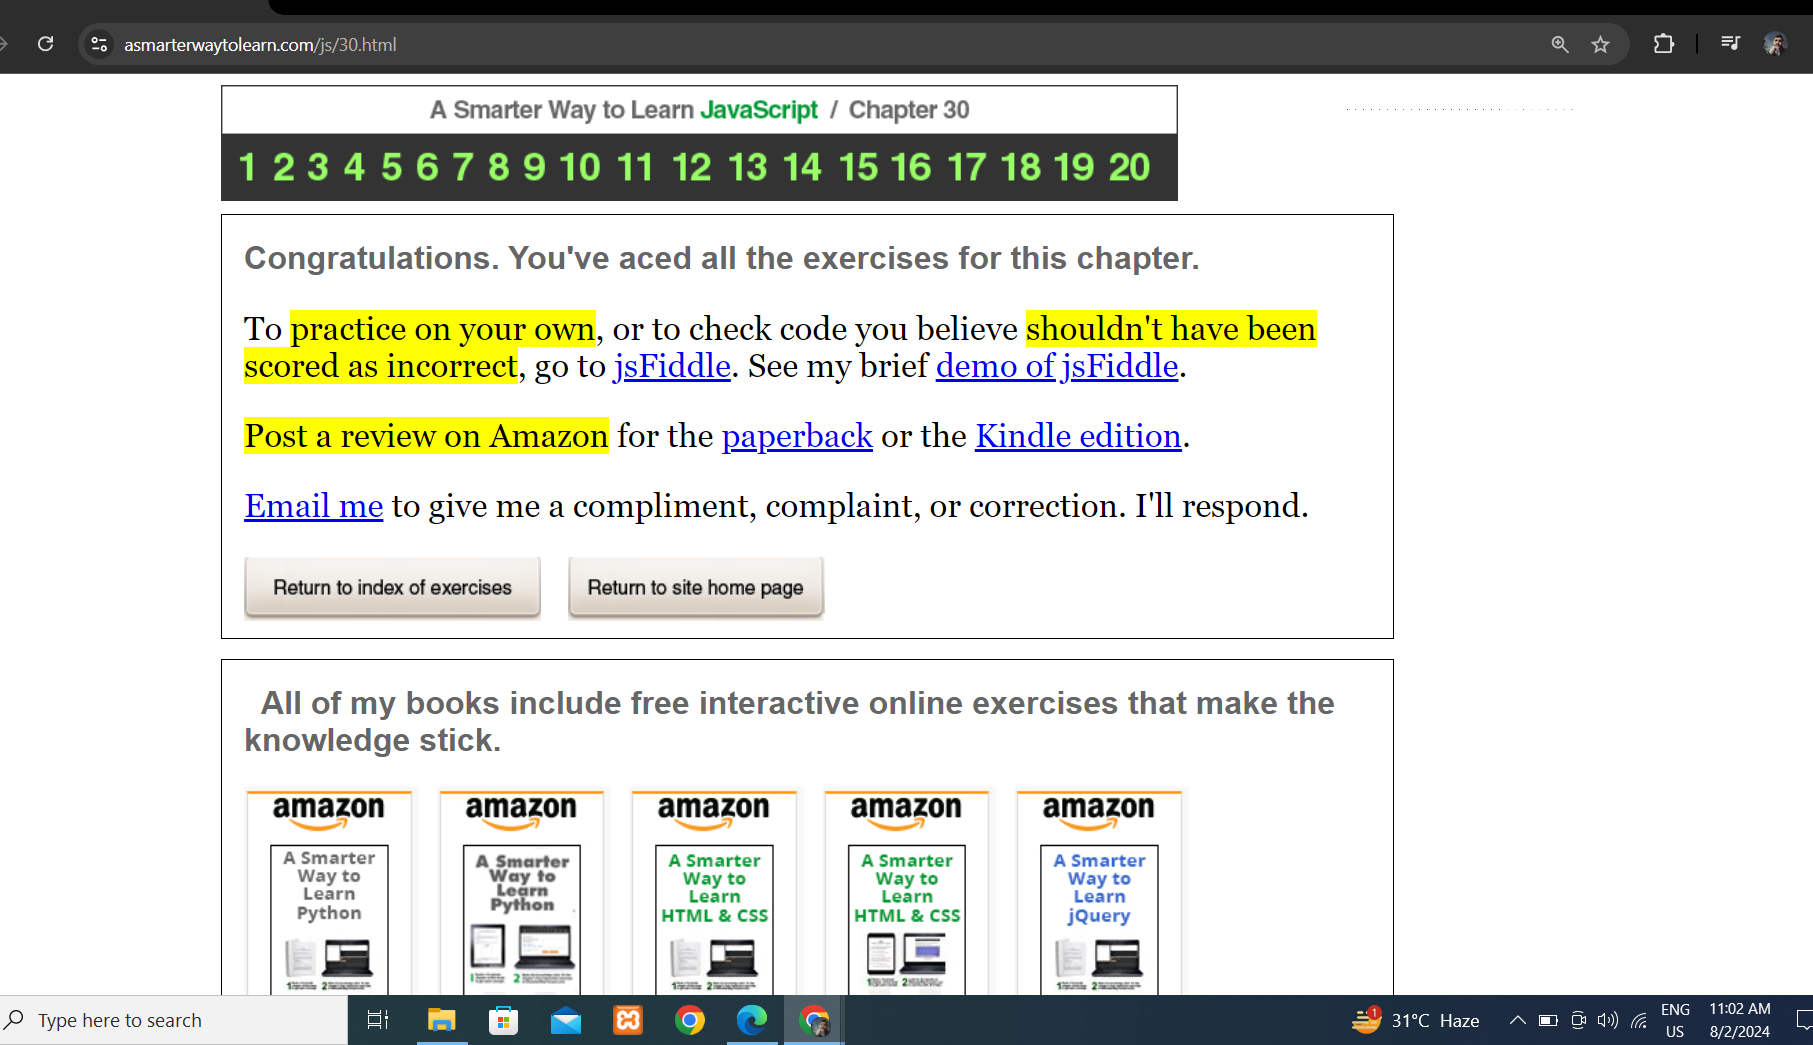 asmarterwaytolearn.com/js/30.html
A Smarter Way to Learn JavaScript / Chapter 30
1 2 3 4 5 6 7 8 9 10 11 12 13 14 15 16 17 18 19 20
Congratulations. You've aced all the exercises for this chapter.
To practice on your own, or to check code you believe shouldn't have been
scored as incorrect, go to jsFiddle. See my brief demo of jsFiddle.
Post a review on Amazon for the paperback or the Kindle edition.
Email me to give me a compliment, complaint, or correction. I'll respond.
Return to index of exercises
Return to site home page
All of my books include free interactive online exercises that make the
knowledge stick.
amazon
A Smarter
Way to
Learn
Python
amazon
A Smarter
Way to
Learn
Python
amazon
A Smarter
Way to
Learn
HTML & CSS
amazon
A Smarter
Way to
Learn
HTML & CSS
amazon
A Smarter
Way to
Learn
jQuery
Type here to search
1
31°C Haze
ENG
US
11:02 AM
8/2/2024